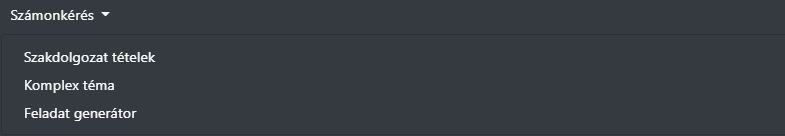 Számonkérés
Szakdolgozat tételek
Komplex téma
Feladat generátor